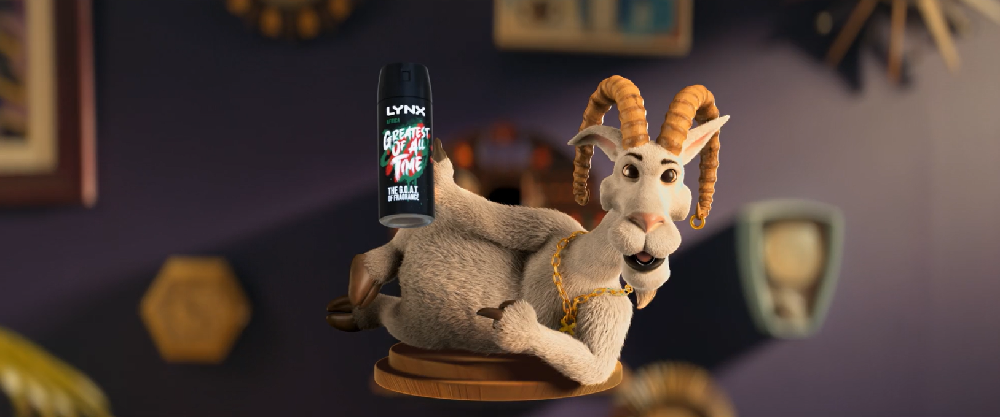 LYNX
AFRICA
GREATEST
OF ALL
TIME
THE G.O.A.T.
OF FRAGRANCE